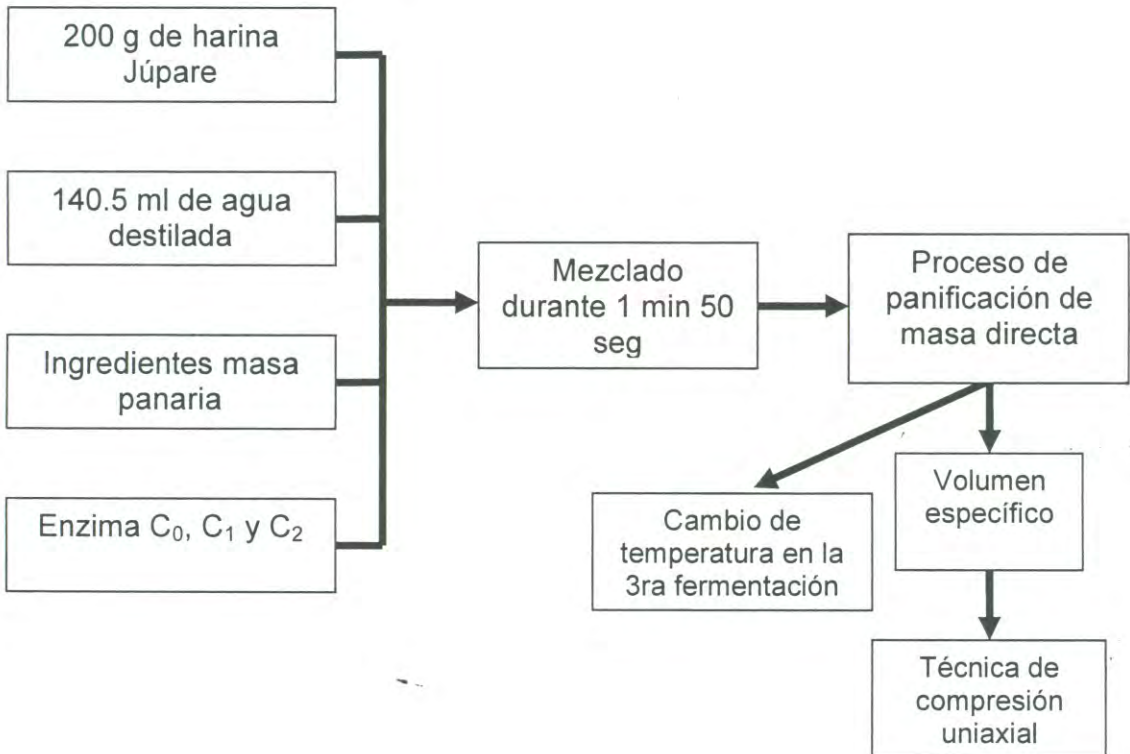 200 g de harina
Júpare
140.5 ml de agua
destilada
Ingredientes masa
panaria
Enzima C₀, C₁ y C₂
Mezclado
durante 1 min 50
seg
Proceso de
panificación de
masa directa
Cambio de
temperatura en la
3ra fermentación
Volumen
específico
Técnica de
compresión
uniaxial